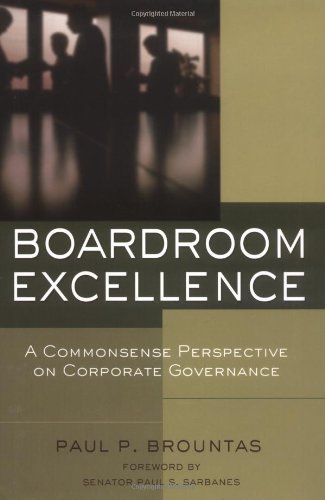 BOARDROOM
EXCELLENCE
A COMMONSENSE PERSPECTIVE
ON CORPORATE GOVERNANCE
PAUL P. BROUNTAS
FOREWORD BY
SENATOR PAUL S. SARBANES